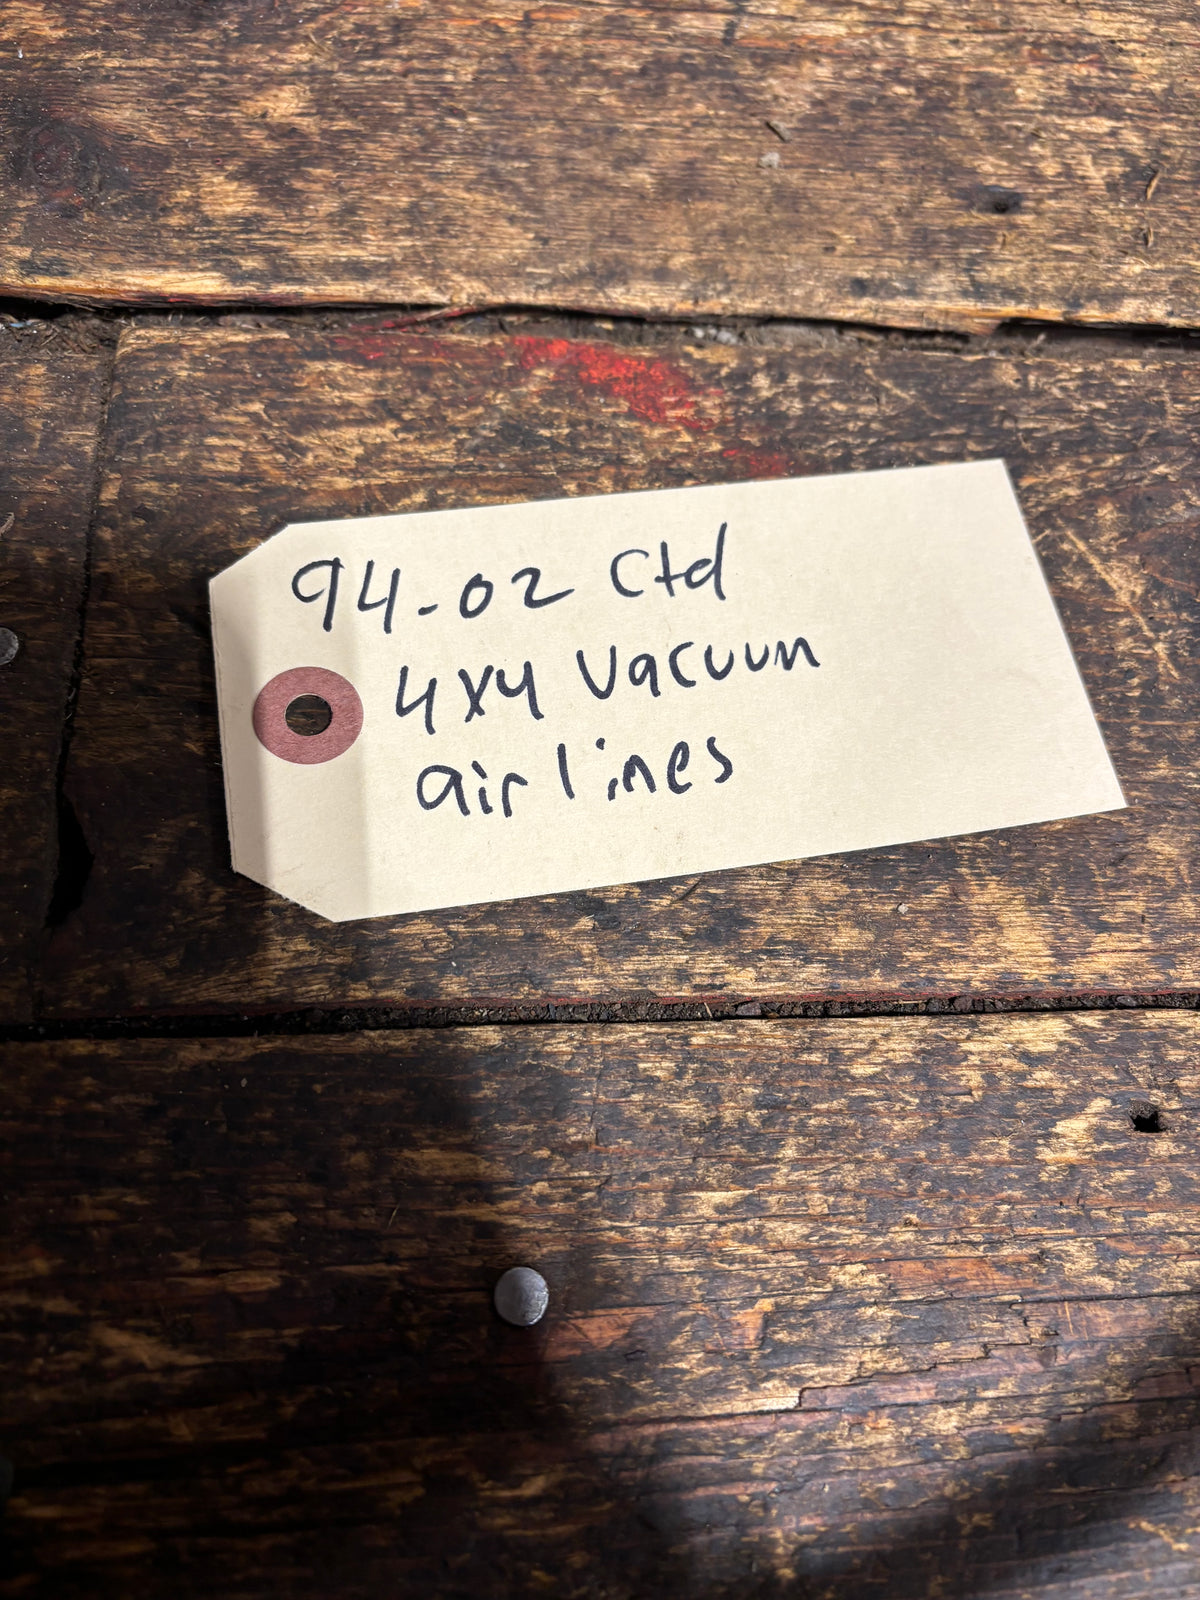 94-02 Ctd
4x4 Vacuum
air lines